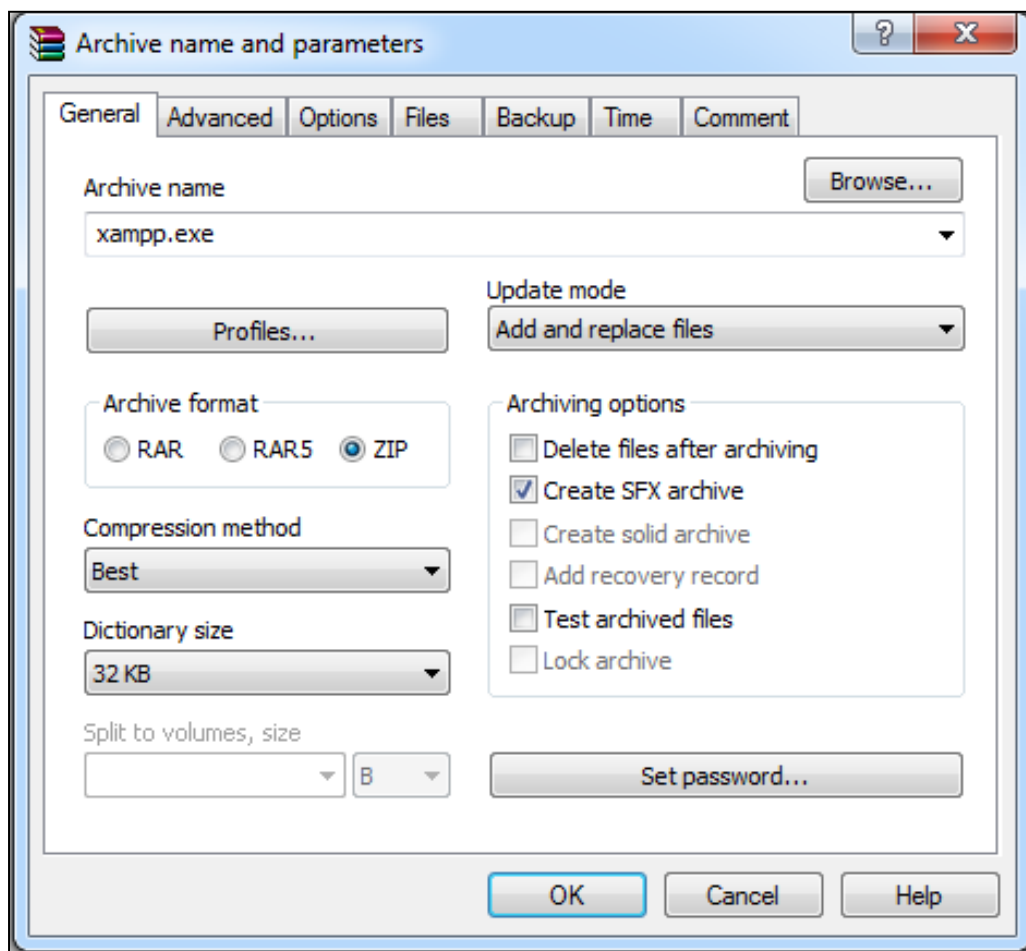 Archive name and parameters
?
General Advanced Options Files Backup Time Comment
Archive name
Browse...
xampp.exe
Update mode
Profiles...
Add and replace files
Archive format
RAR RAR5 ZIP
Archiving options
Delete files after archiving
Create SFX archive
Create solid archive
Add recovery record
Test archived files
Lock archive
Compression method
Best
Dictionary size
32 KB
Split to volumes, size
B
Set password...
OK Cancel Help